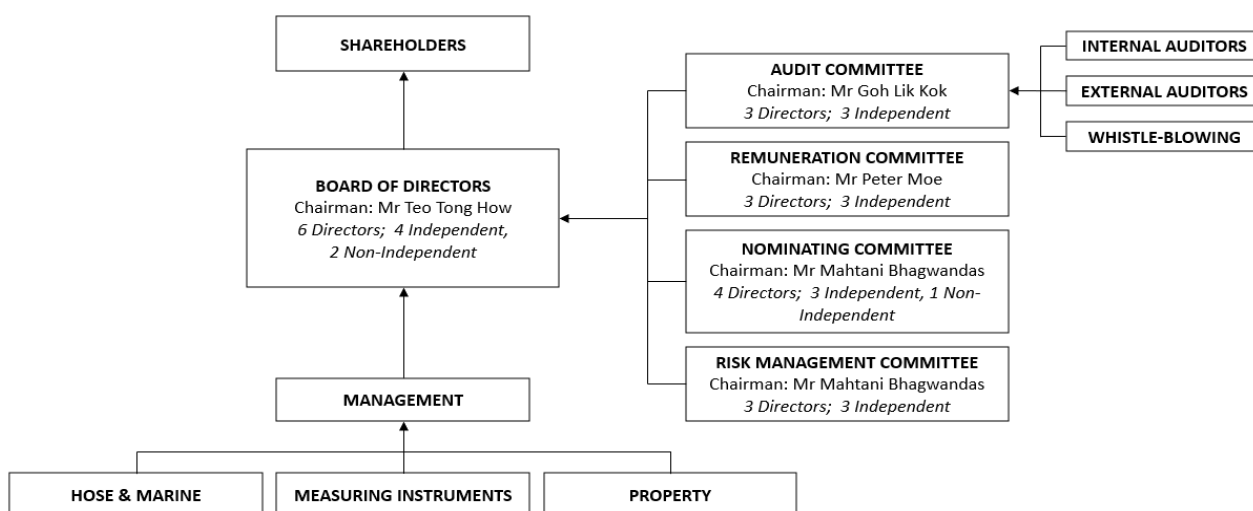 SHAREHOLDERS
BOARD OF DIRECTORS
Chairman: Mr Teo Tong How
6 Directors; 4 Independent,
2 Non-Independent
MANAGEMENT
HOSE & MARINE
MEASURING INSTRUMENTS
PROPERTY
AUDIT COMMITTEE
Chairman: Mr Goh Lik Kok
3 Directors; 3 Independent
REMUNERATION COMMITTEE
Chairman: Mr Peter Moe
3 Directors; 3 Independent
NOMINATING COMMITTEE
Chairman: Mr Mahtani Bhagwandas
4 Directors; 3 Independent, 1 Non-
Independent
RISK MANAGEMENT COMMITTEE
Chairman: Mr Mahtani Bhagwandas
3 Directors; 3 Independent
INTERNAL AUDITORS
EXTERNAL AUDITORS
WHISTLE-BLOWING